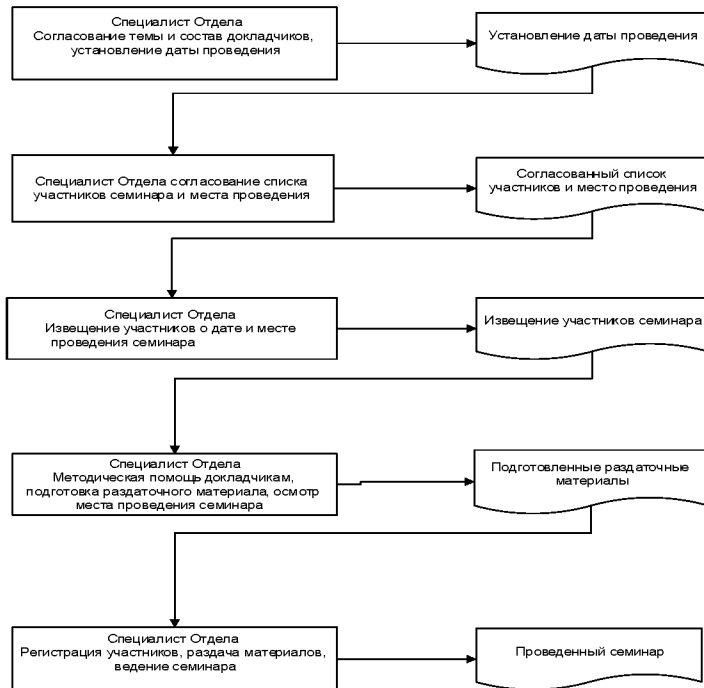 Специалист Отдела
Согласование темы и состав докладчиков,
установление даты проведения
Установление даты проведения
Специалист Отдела согласование списка
участников семинара и места проведения
Согласованный список
участников и место проведения
Специалист Отдела
Извещение участников о дате и месте
проведения семинара
Извещение участников семинара
Специалист Отдела
Методическая помощь докладчикам,
подготовка раздаточного материала, осмотр
места проведения семинара
Подготовленные раздаточные
материалы
Специалист Отдела
Регистрация участников, раздача материалов,
ведение семинара
Проведенный семинар